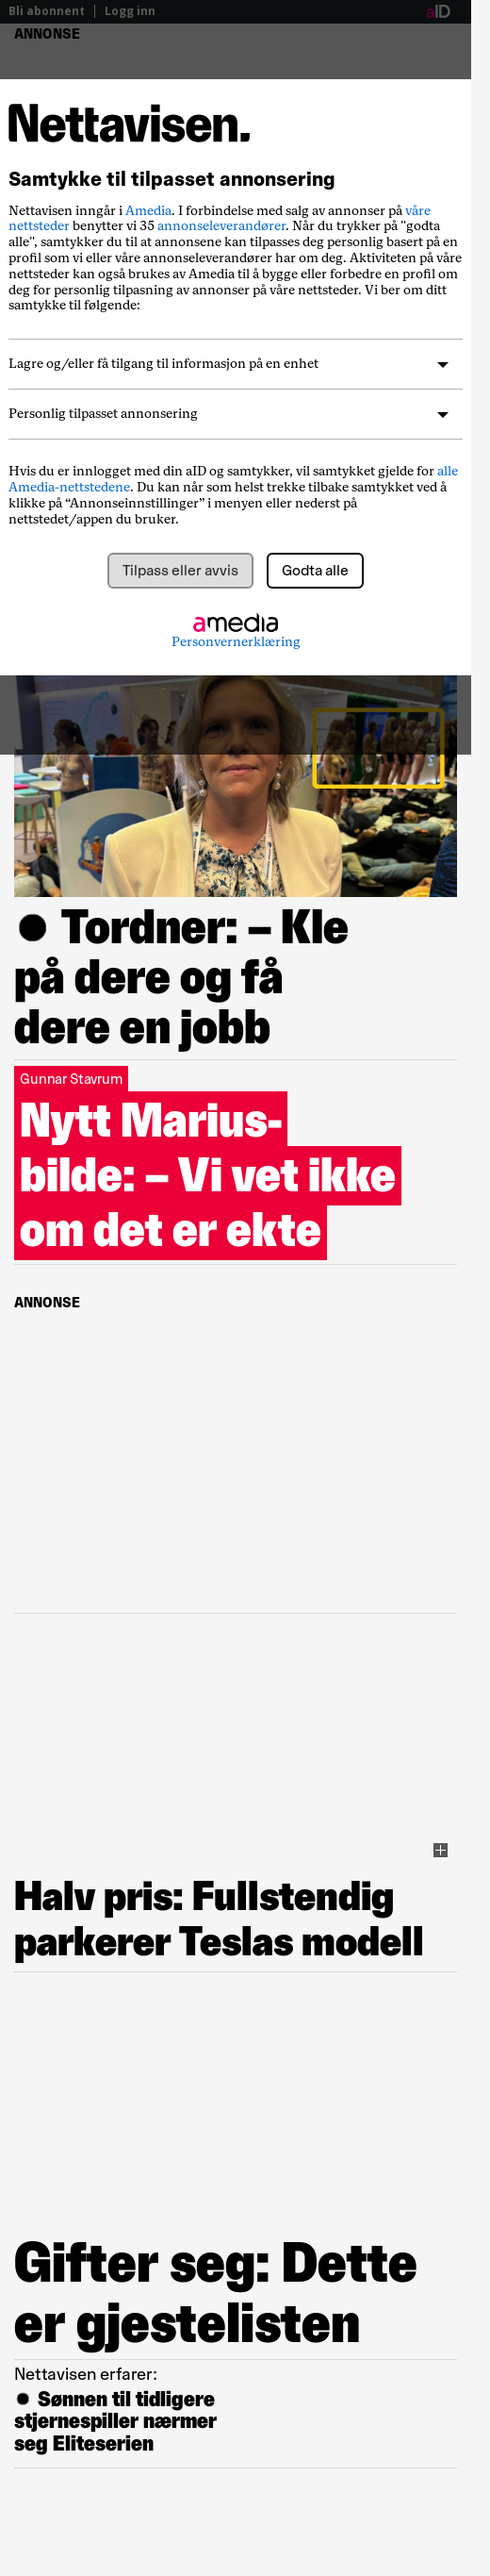 Bli abonnent | Logg inn
aID
ANNONSE
Nettavisen.
Samtykke til tilpasset annonsering
Nettavisen inngår i Amedia. I forbindelse med salg av annonser på våre
nettsteder benytter vi 35 annonseleverandører. Når du trykker på "godta
alle", samtykker du til at annonsene kan tilpasses deg personlig basert på en
profil som vi eller våre annonseleverandører har om deg. Aktiviteten på våre
nettsteder kan også brukes av Amedia til å bygge eller forbedre en profil om
deg for personlig tilpasning av annonser på våre nettsteder. Vi ber om ditt
samtykke til følgende:
Lagre og/eller få tilgang til informasjon på en enhet
Personlig tilpasset annonsering
Hvis du er innlogget med din aID og samtykker, vil samtykket gjelde for alle
Amedia-nettstedene. Du kan når som helst trekke tilbake samtykket ved å
klikke på “Annonseinnstillinger” i menyen eller nederst på
nettstedet/appen du bruker.
Tilpass eller avvis
Godta alle
amedia
Personvernerklæring
Tordner: – Kle
på dere og få
dere en jobb
Gunnar Stavrum
Nytt Marius-
bilde: – Vi vet ikke
om det er ekte
ANNONSE
Halv pris: Fullstendig
parkerer Teslas modell
Gifter seg: Dette
er gjestelisten
Nettavisen erfarer:
Sønnen til tidligere
stjernespiller nærmer
seg Eliteserien